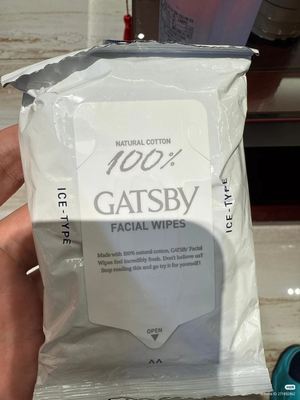 NATURAL COTTON
100%
GATSBY
FACIAL WIPES
ICE-TYPE
ICE-TYPE
Made with 100% natural cotton, GATSBY Facial
Wipes feel incredibly fresh. Don't believe us?
Stop reading this and go try it for yourself!
OPEN